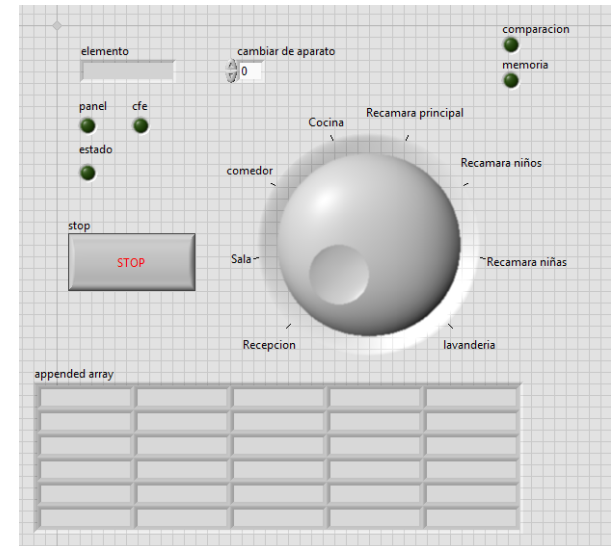 comparacion
elemento
cambiar de aparato
0
memoria
panel
cfe
Recamara principal
Cocina
estado
comedor
Recamara niños
stop
STOP
Sala
Recamara niñas
Recepcion
lavanderia
appended array